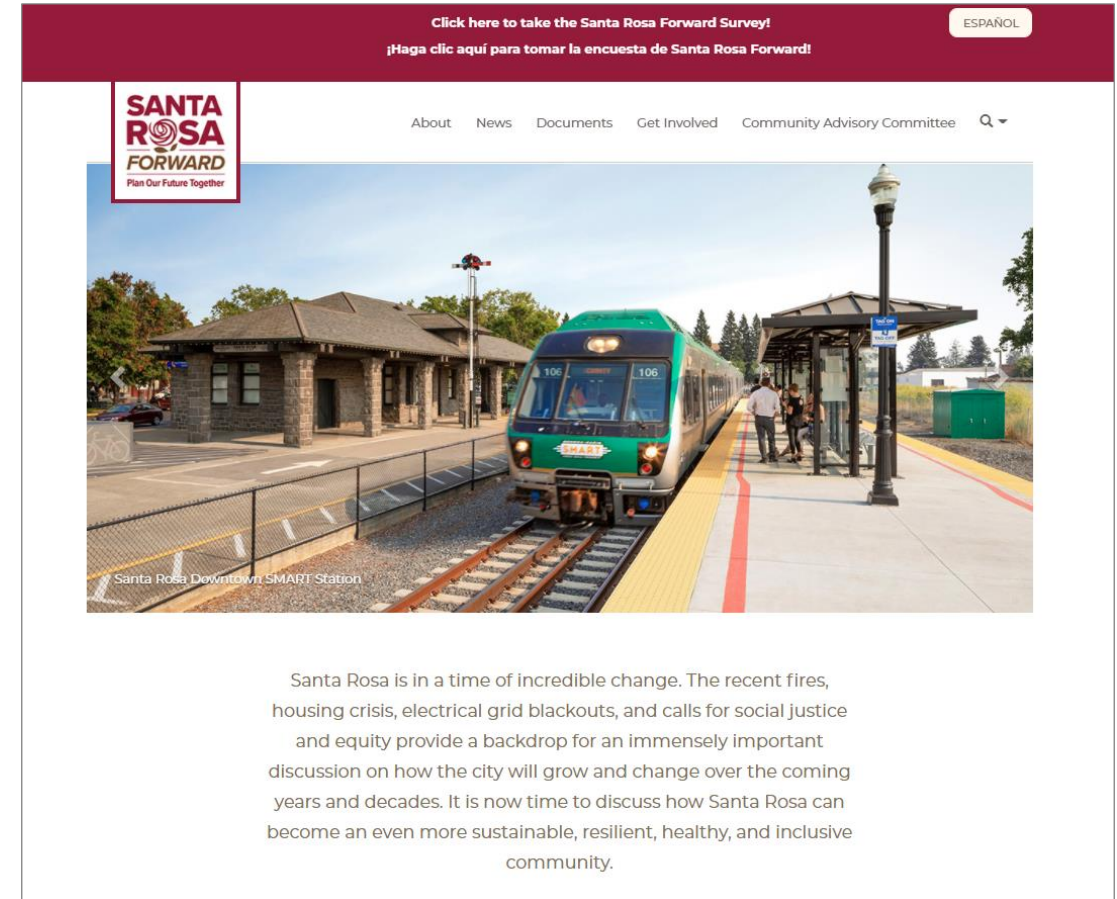 Click here to take the Santa Rosa Forward Survey!
ESPAÑOL
¡Haga clic aquí para tomar la encuesta de Santa Rosa Forward!
SANTA
ROSA
FORWARD
Plan Our Future Together
About News Documents Get Involved Community Advisory Committee
106 106
SMART
Santa Rosa Downtown SMART Station
Santa Rosa is in a time of incredible change. The recent fires,
housing crisis, electrical grid blackouts, and calls for social justice
and equity provide a backdrop for an immensely important
discussion on how the city will grow and change over the coming
years and decades. It is now time to discuss how Santa Rosa can
become an even more sustainable, resilient, healthy, and inclusive
community.